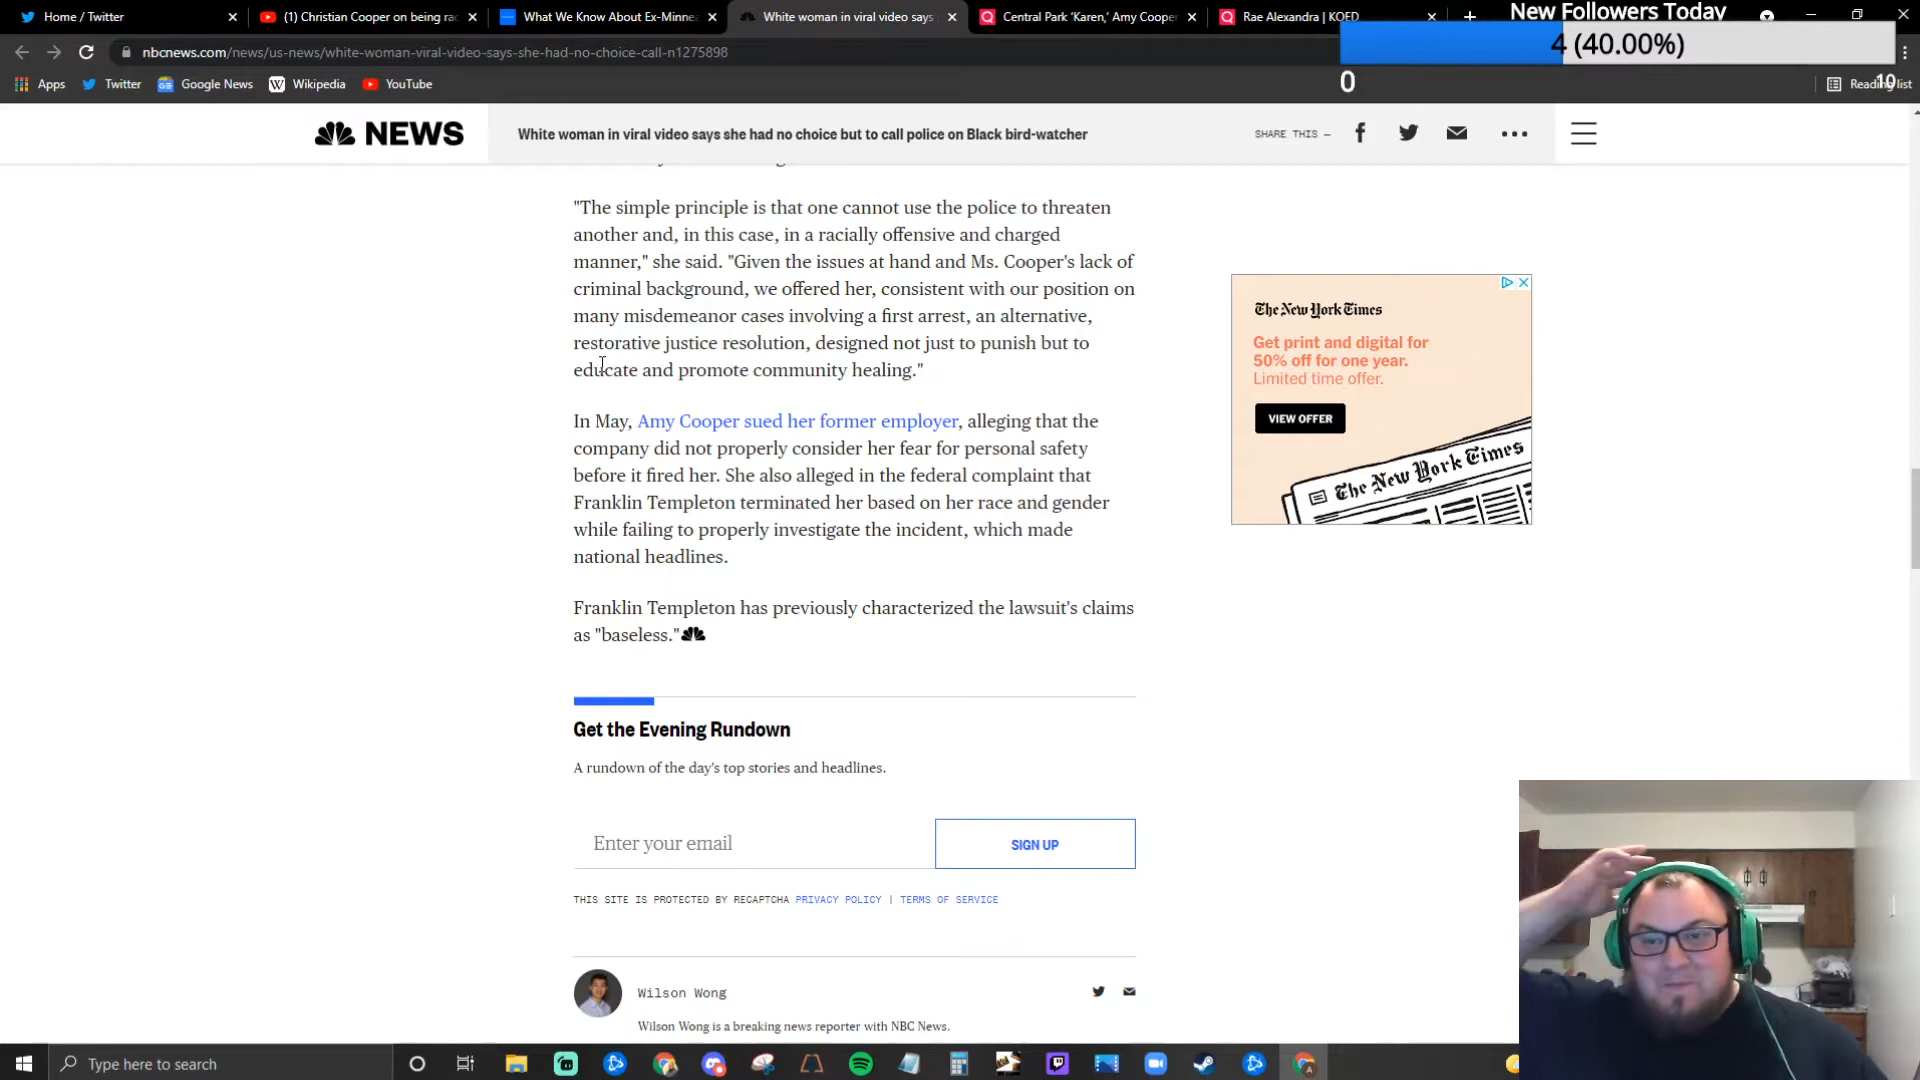 Home / Twitter
(1) Christian Cooper on being rac
What We Know About Ex-Minne
White woman in viral video says
Central Park 'Karen,' Amy Cooper
Rae Alexandra | KQED
New Followers Today
4 (40.00%)
0
10
nbcnews.com/news/us-news/white-woman-viral-video-says-she-had-no-choice-call-n1275898
Apps
Twitter
Google News
Wikipedia
YouTube
Reading list
NEWS
White woman in viral video says she had no choice but to call police on Black bird-watcher
SHARE THIS —
"The simple principle is that one cannot use the police to threaten
another and, in this case, in a racially offensive and charged
manner," she said. "Given the issues at hand and Ms. Cooper's lack of
criminal background, we offered her, consistent with our position on
many misdemeanor cases involving a first arrest, an alternative,
restorative justice resolution, designed not just to punish but to
educate and promote community healing."
In May, Amy Cooper sued her former employer, alleging that the
company did not properly consider her fear for personal safety
before it fired her. She also alleged in the federal complaint that
Franklin Templeton terminated her based on her race and gender
while failing to properly investigate the incident, which made
national headlines.
Franklin Templeton has previously characterized the lawsuit's claims
as "baseless."
The New York Times
Get print and digital for
50% off for one year.
Limited time offer.
VIEW OFFER
The New York Times
Get the Evening Rundown
A rundown of the day's top stories and headlines.
Enter your email
SIGN UP
THIS SITE IS PROTECTED BY RECAPTCHA PRIVACY POLICY | TERMS OF SERVICE
Wilson Wong
Wilson Wong is a breaking news reporter with NBC News.
Type here to search